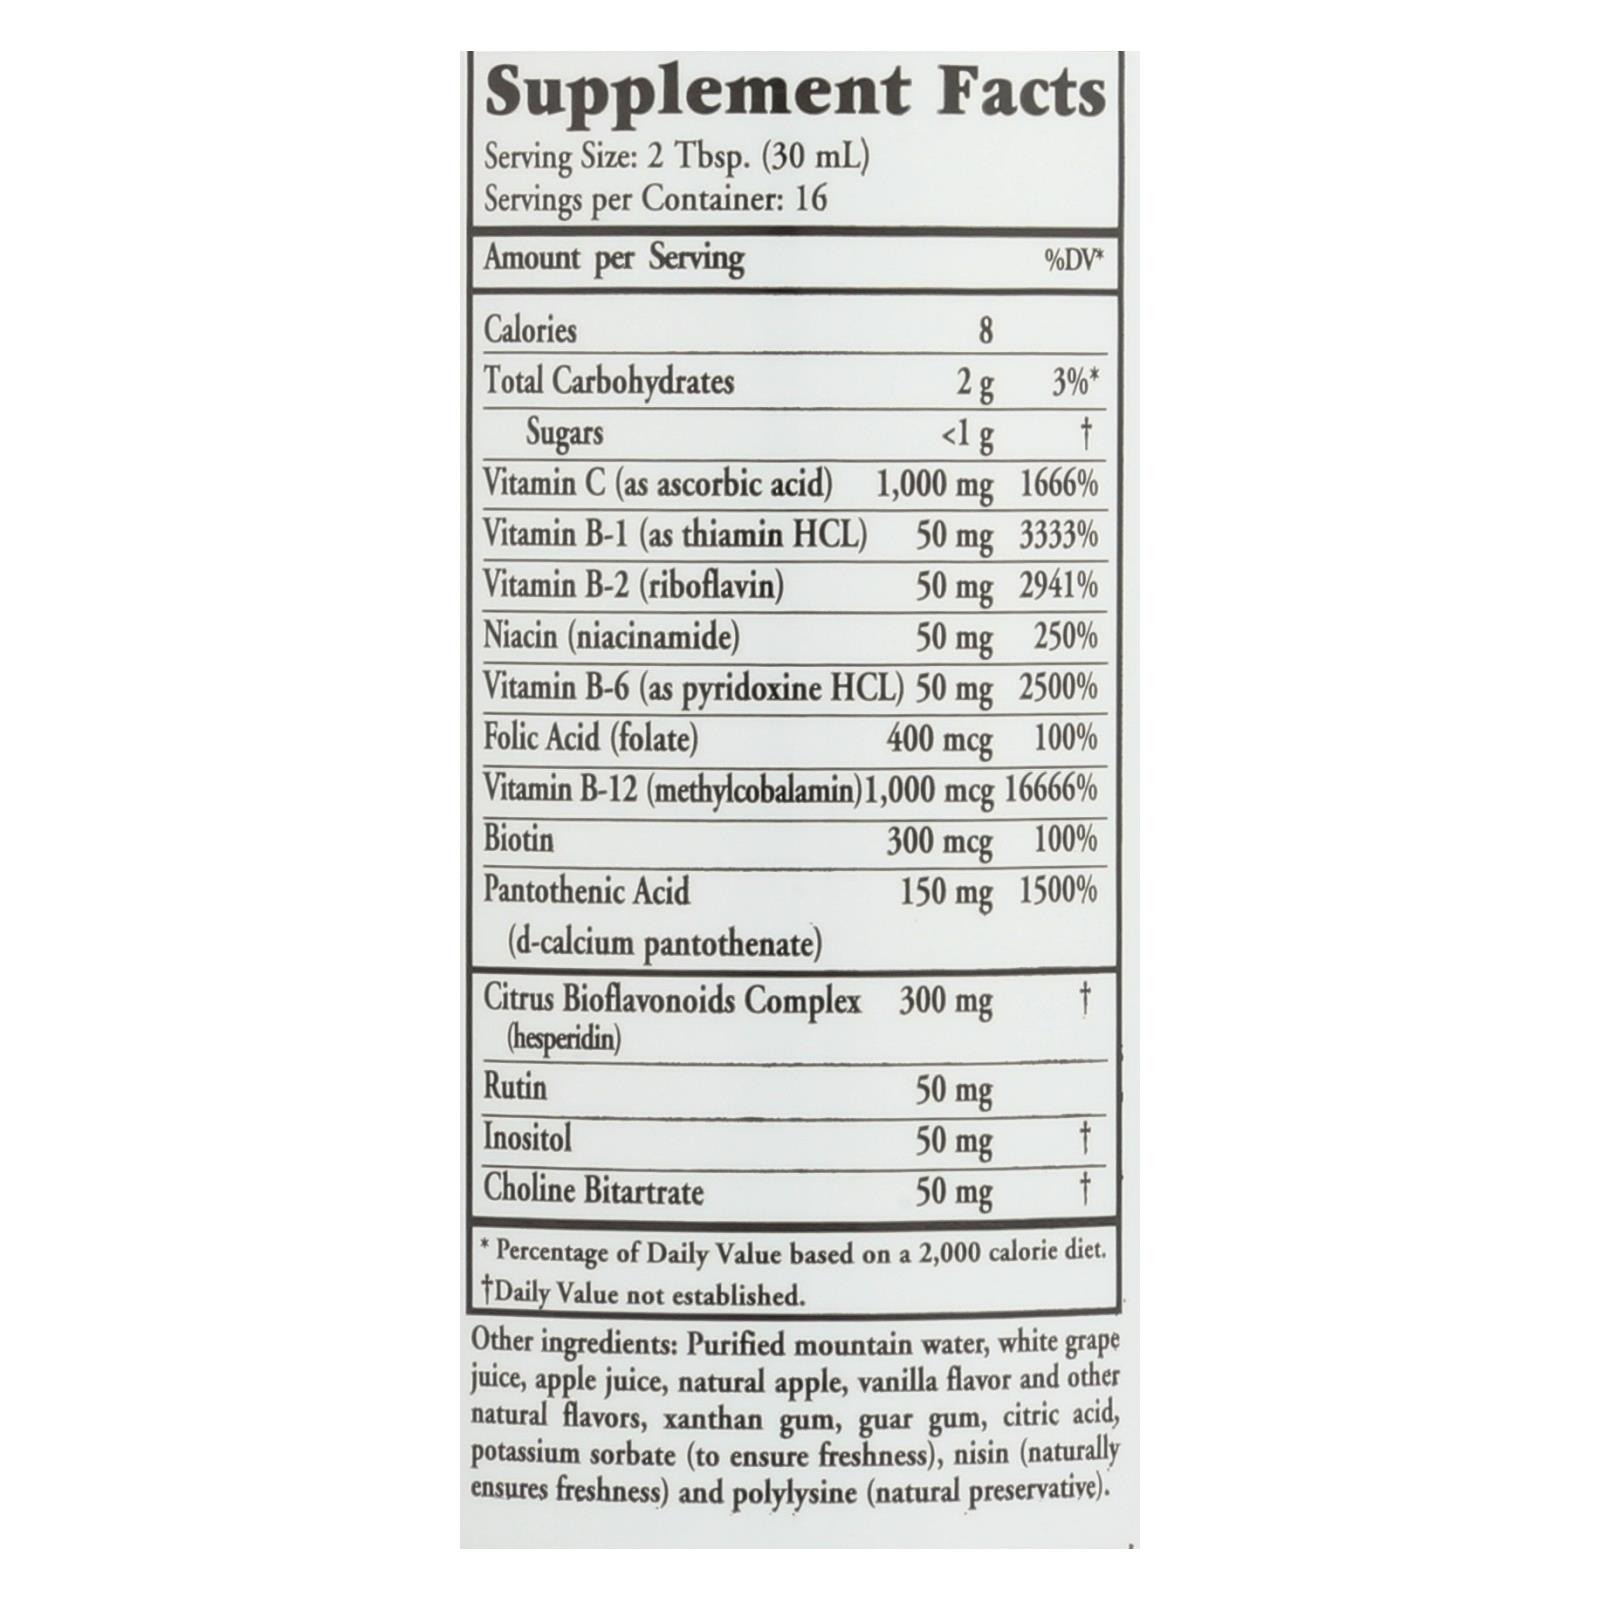 Supplement Facts
Serving Size: 2 Tbsp. (30 mL)
Servings per Container: 16
Amount per Serving %DV*
Calories 8
Total Carbohydrates 2 g 3%*
Sugars <1 g †
Vitamin C (as ascorbic acid) 1,000 mg 1666%
Vitamin B-1 (as thiamin HCL) 50 mg 3333%
Vitamin B-2 (riboflavin) 50 mg 2941%
Niacin (niacinamide) 50 mg 250%
Vitamin B-6 (as pyridoxine HCL) 50 mg 2500%
Folic Acid (folate) 400 mcg 100%
Vitamin B-12 (methylcobalamin) 1,000 mcg 16666%
Biotin 300 mcg 100%
Pantothenic Acid 150 mg 1500%
(d-calcium pantothenate)
Citrus Bioflavonoids Complex 300 mg †
(hesperidin)
Rutin 50 mg
Inositol 50 mg †
Choline Bitartrate 50 mg †
* Percentage of Daily Value based on a 2,000 calorie diet.
†Daily Value not established.
Other ingredients: Purified mountain water, white grape
juice, apple juice, natural apple, vanilla flavor and other
natural flavors, xanthan gum, guar gum, citric acid,
potassium sorbate (to ensure freshness), nisin (naturally
ensures freshness) and polylysine (natural preservative).